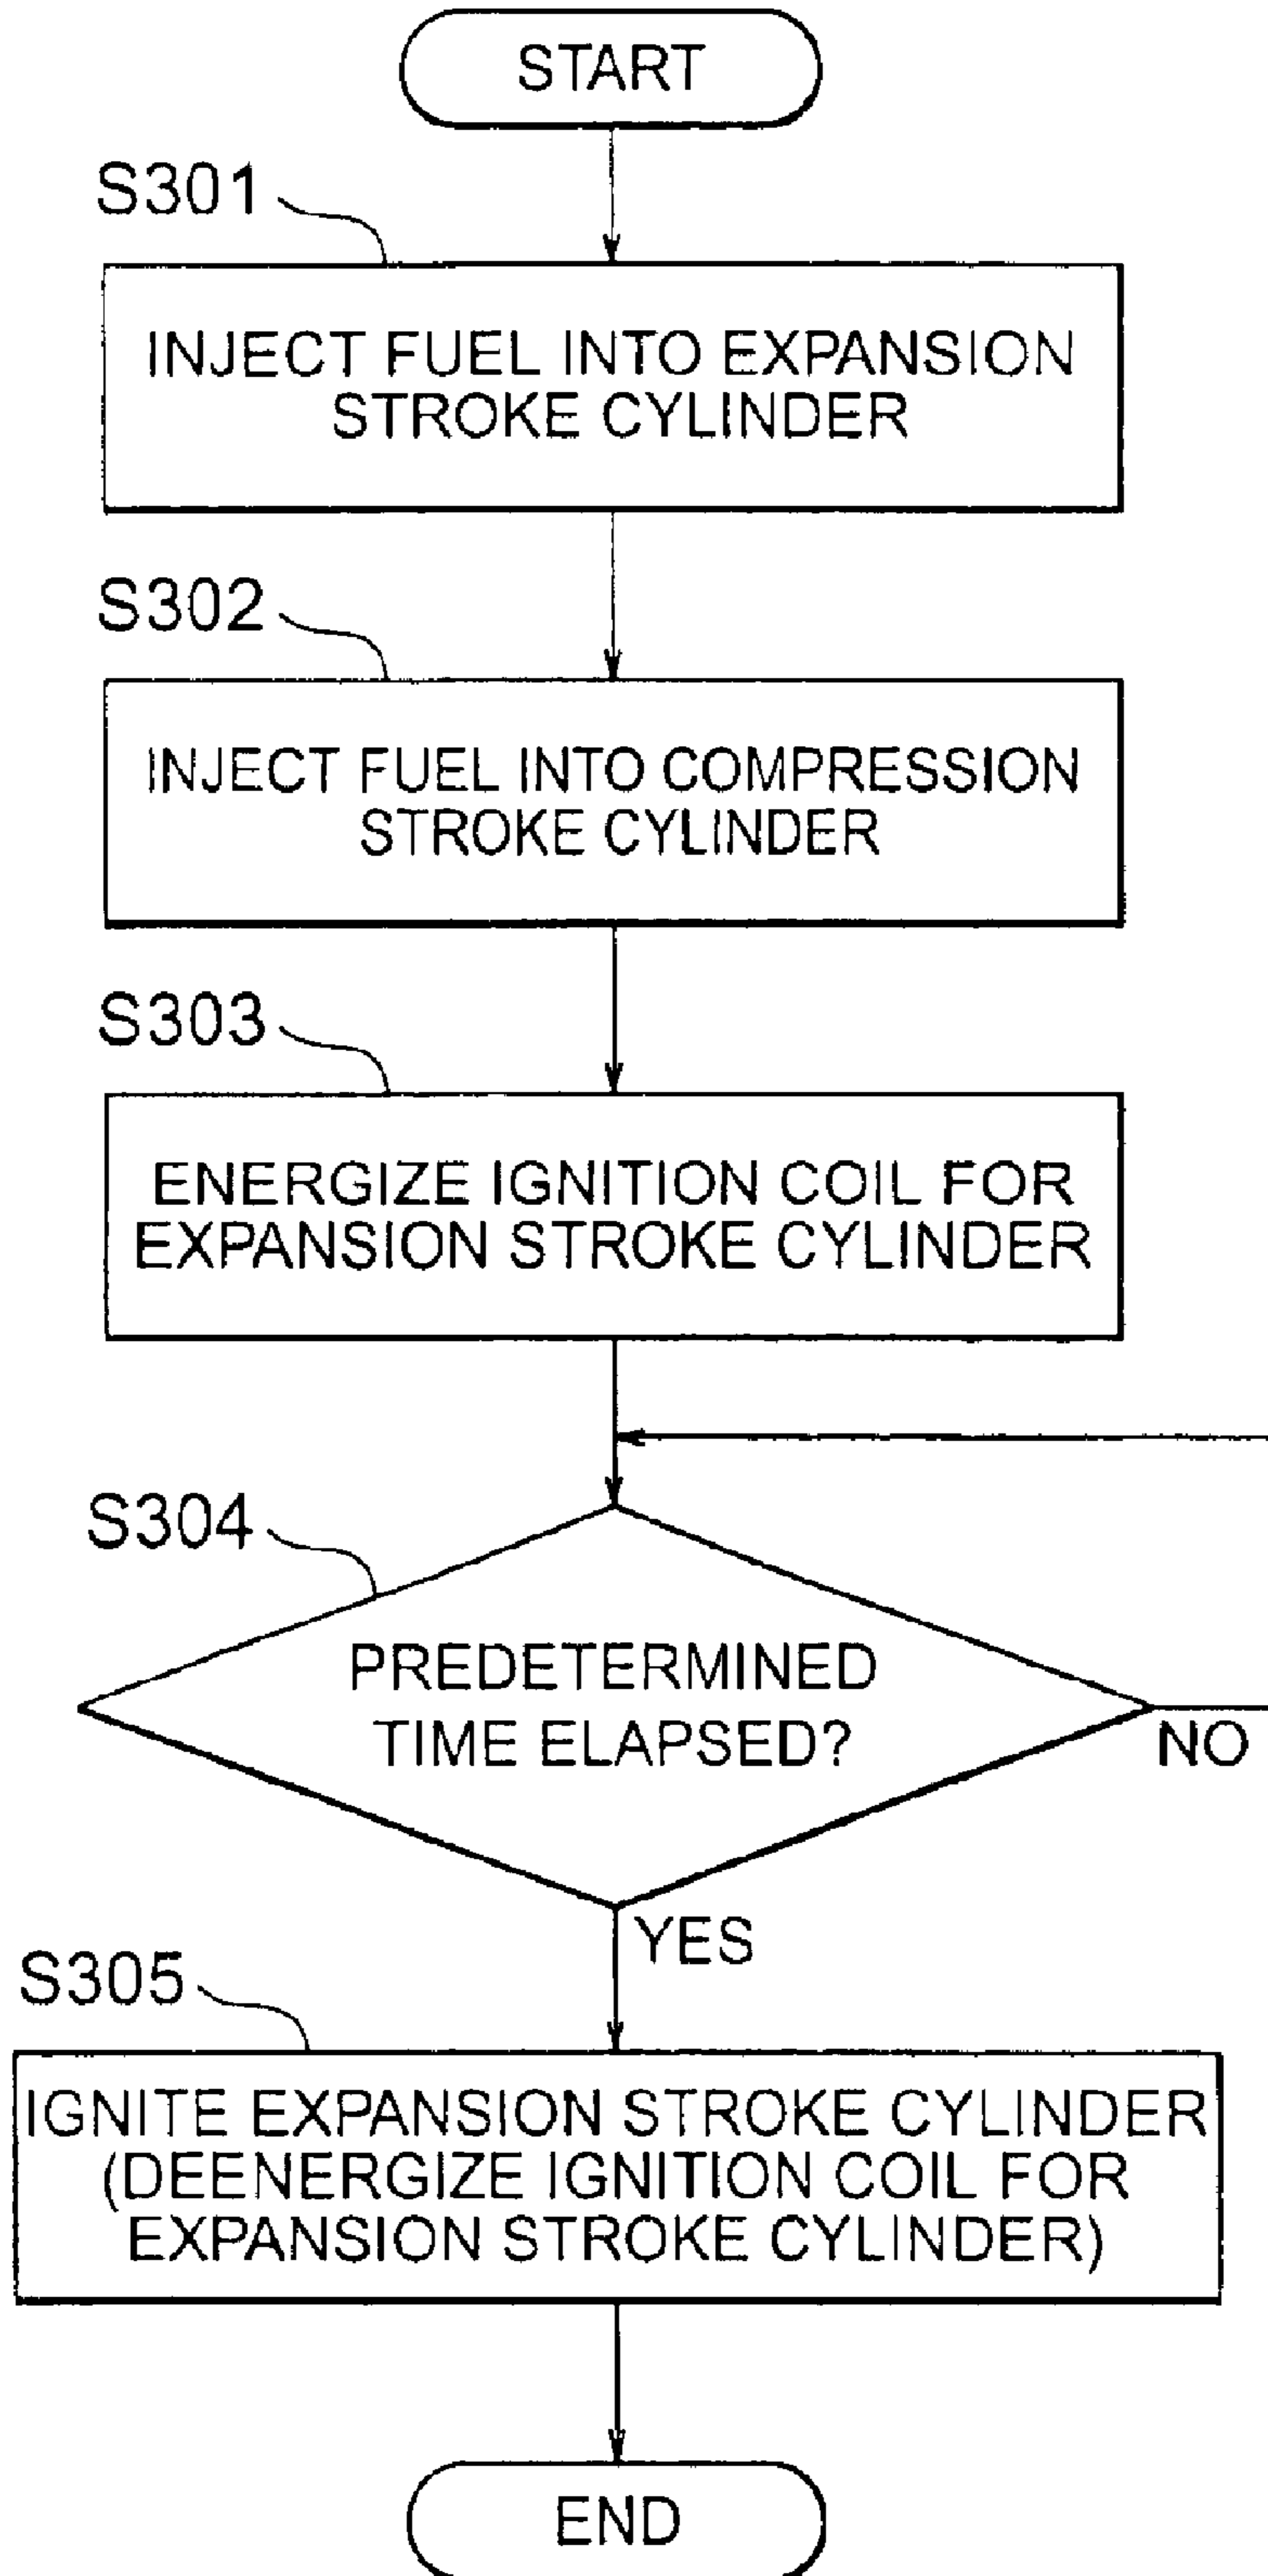 START
S301
INJECT FUEL INTO EXPANSION
STROKE CYLINDER
S302
INJECT FUEL INTO COMPRESSION
STROKE CYLINDER
S303
ENERGIZE IGNITION COIL FOR
EXPANSION STROKE CYLINDER
S304
PREDETERMINED
TIME ELAPSED?
NO
YES
S305
IGNITE EXPANSION STROKE CYLINDER
(DEENERGIZE IGNITION COIL FOR
EXPANSION STROKE CYLINDER)
END